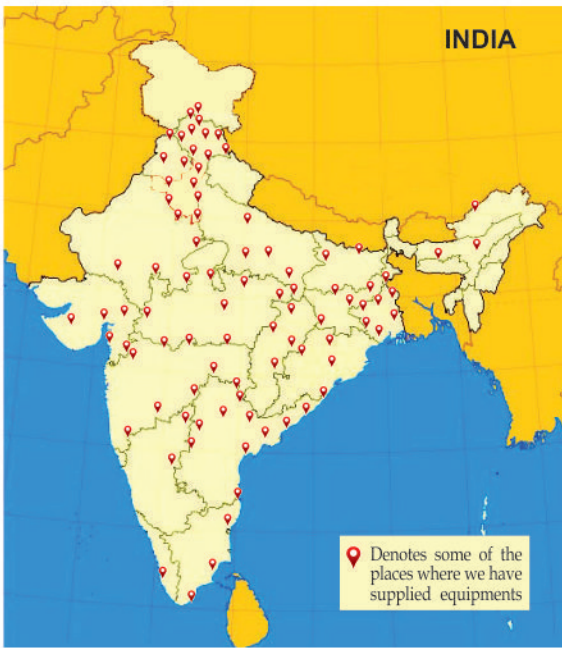 INDIA
Denotes some of the
places where we have
supplied equipments